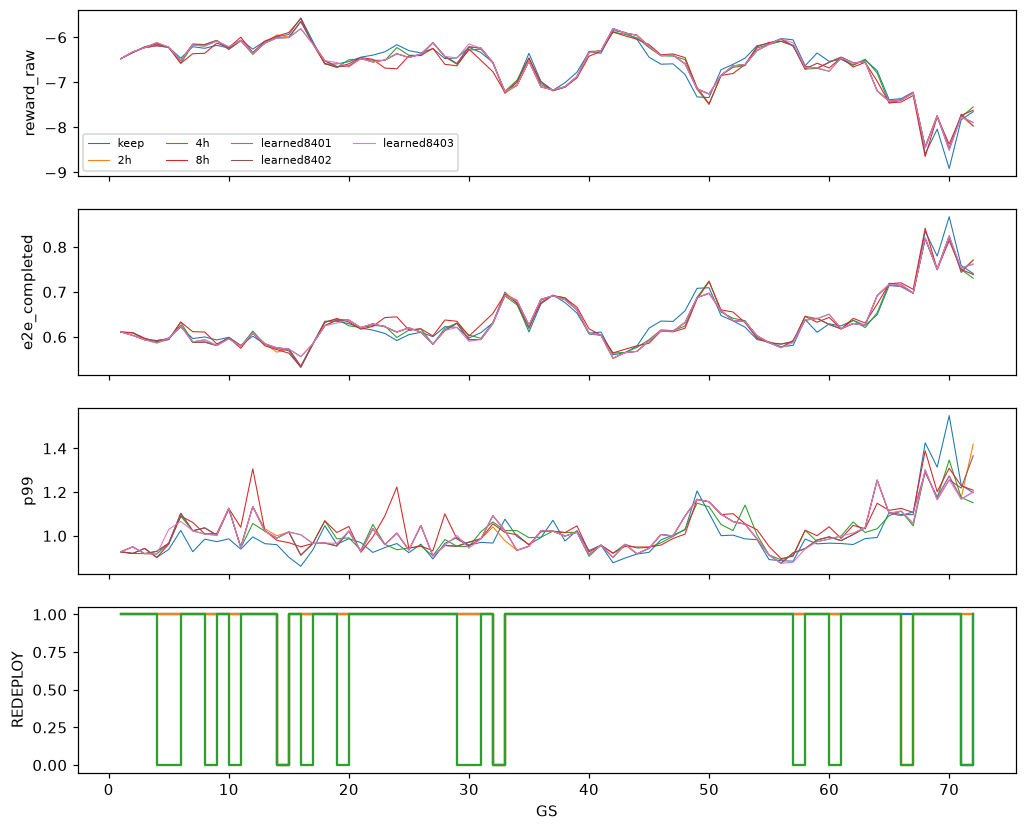 reward_raw
−6
−7
−8
−9
keep 4h learned8401 learned8403
2h 8h learned8402
e2e_completed
0.8
0.7
0.6
p99
1.4
1.2
1.0
REDEPLOY
1.00
0.75
0.50
0.25
0.00
0 10 20 30 40 50 60 70
GS